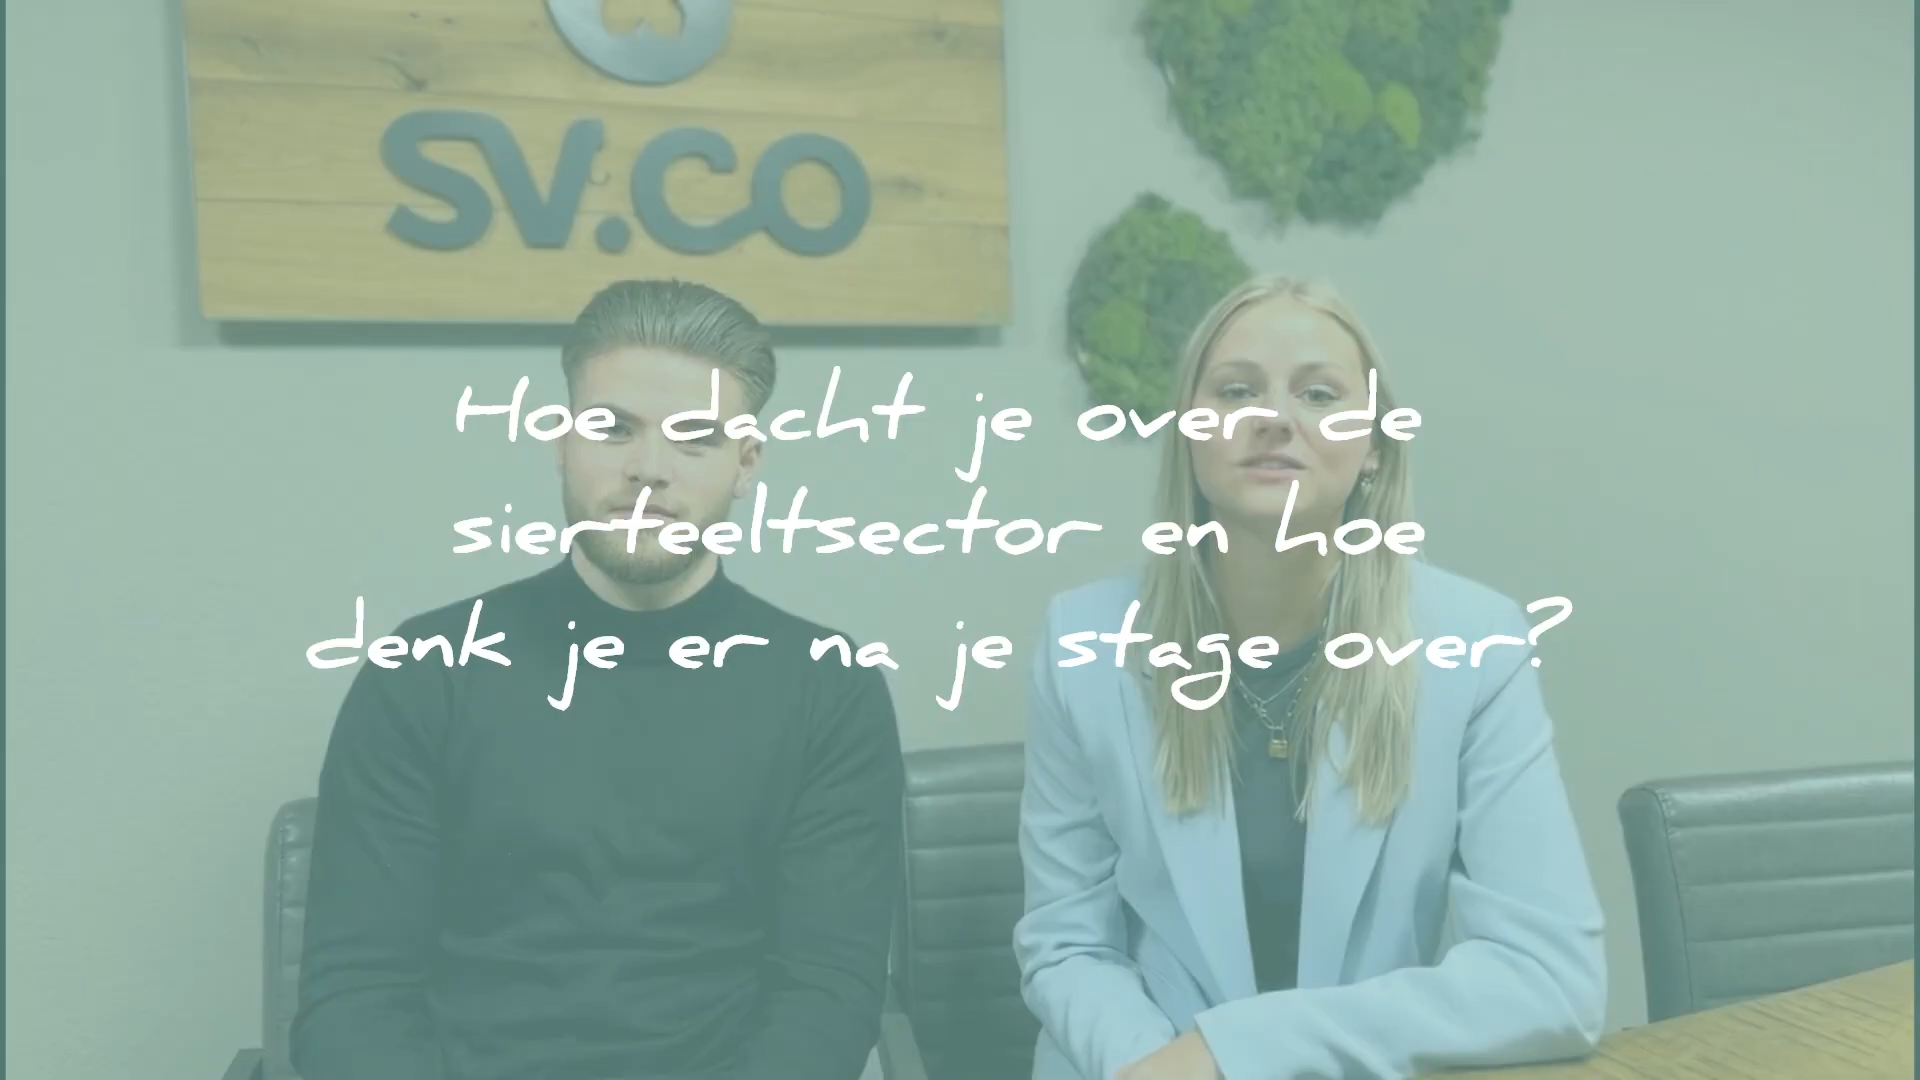 SV.CO
Hoe dacht je over de
sierteeltsector en hoe
denk je er na je stage over?